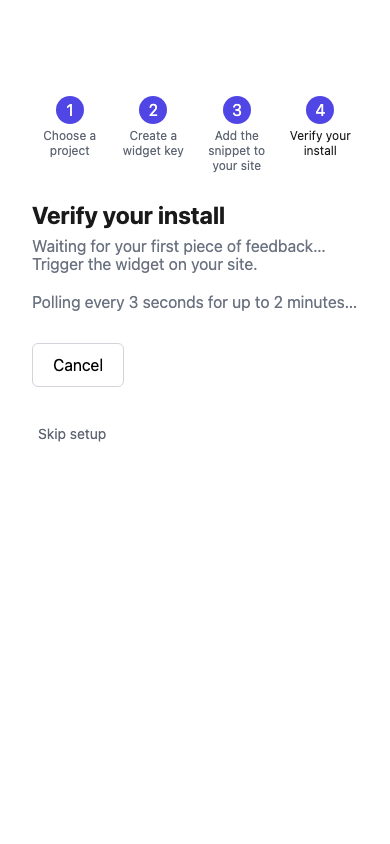 1
2
3
4
Choose a
project
Create a
widget key
Add the
snippet to
your site
Verify your
install
Verify your install
Waiting for your first piece of feedback...
Trigger the widget on your site.
Polling every 3 seconds for up to 2 minutes...
Cancel
Skip setup